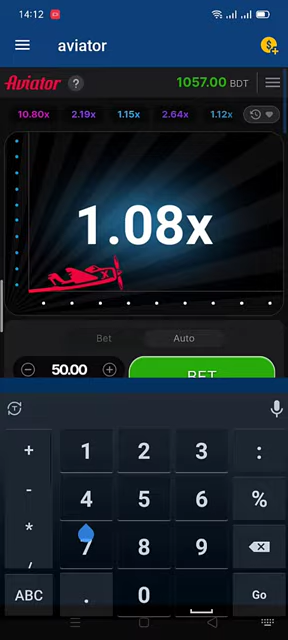 14:12
aviator
Aviator ? 1057.00 BDT
10.80x 2.19x 1.15x 2.64x 1.12x
1.08x
Bet Auto
50.00 BET
+ 1 2 3 :
- 4 5 6 %
* 7 8 9
/
ABC . 0 Go